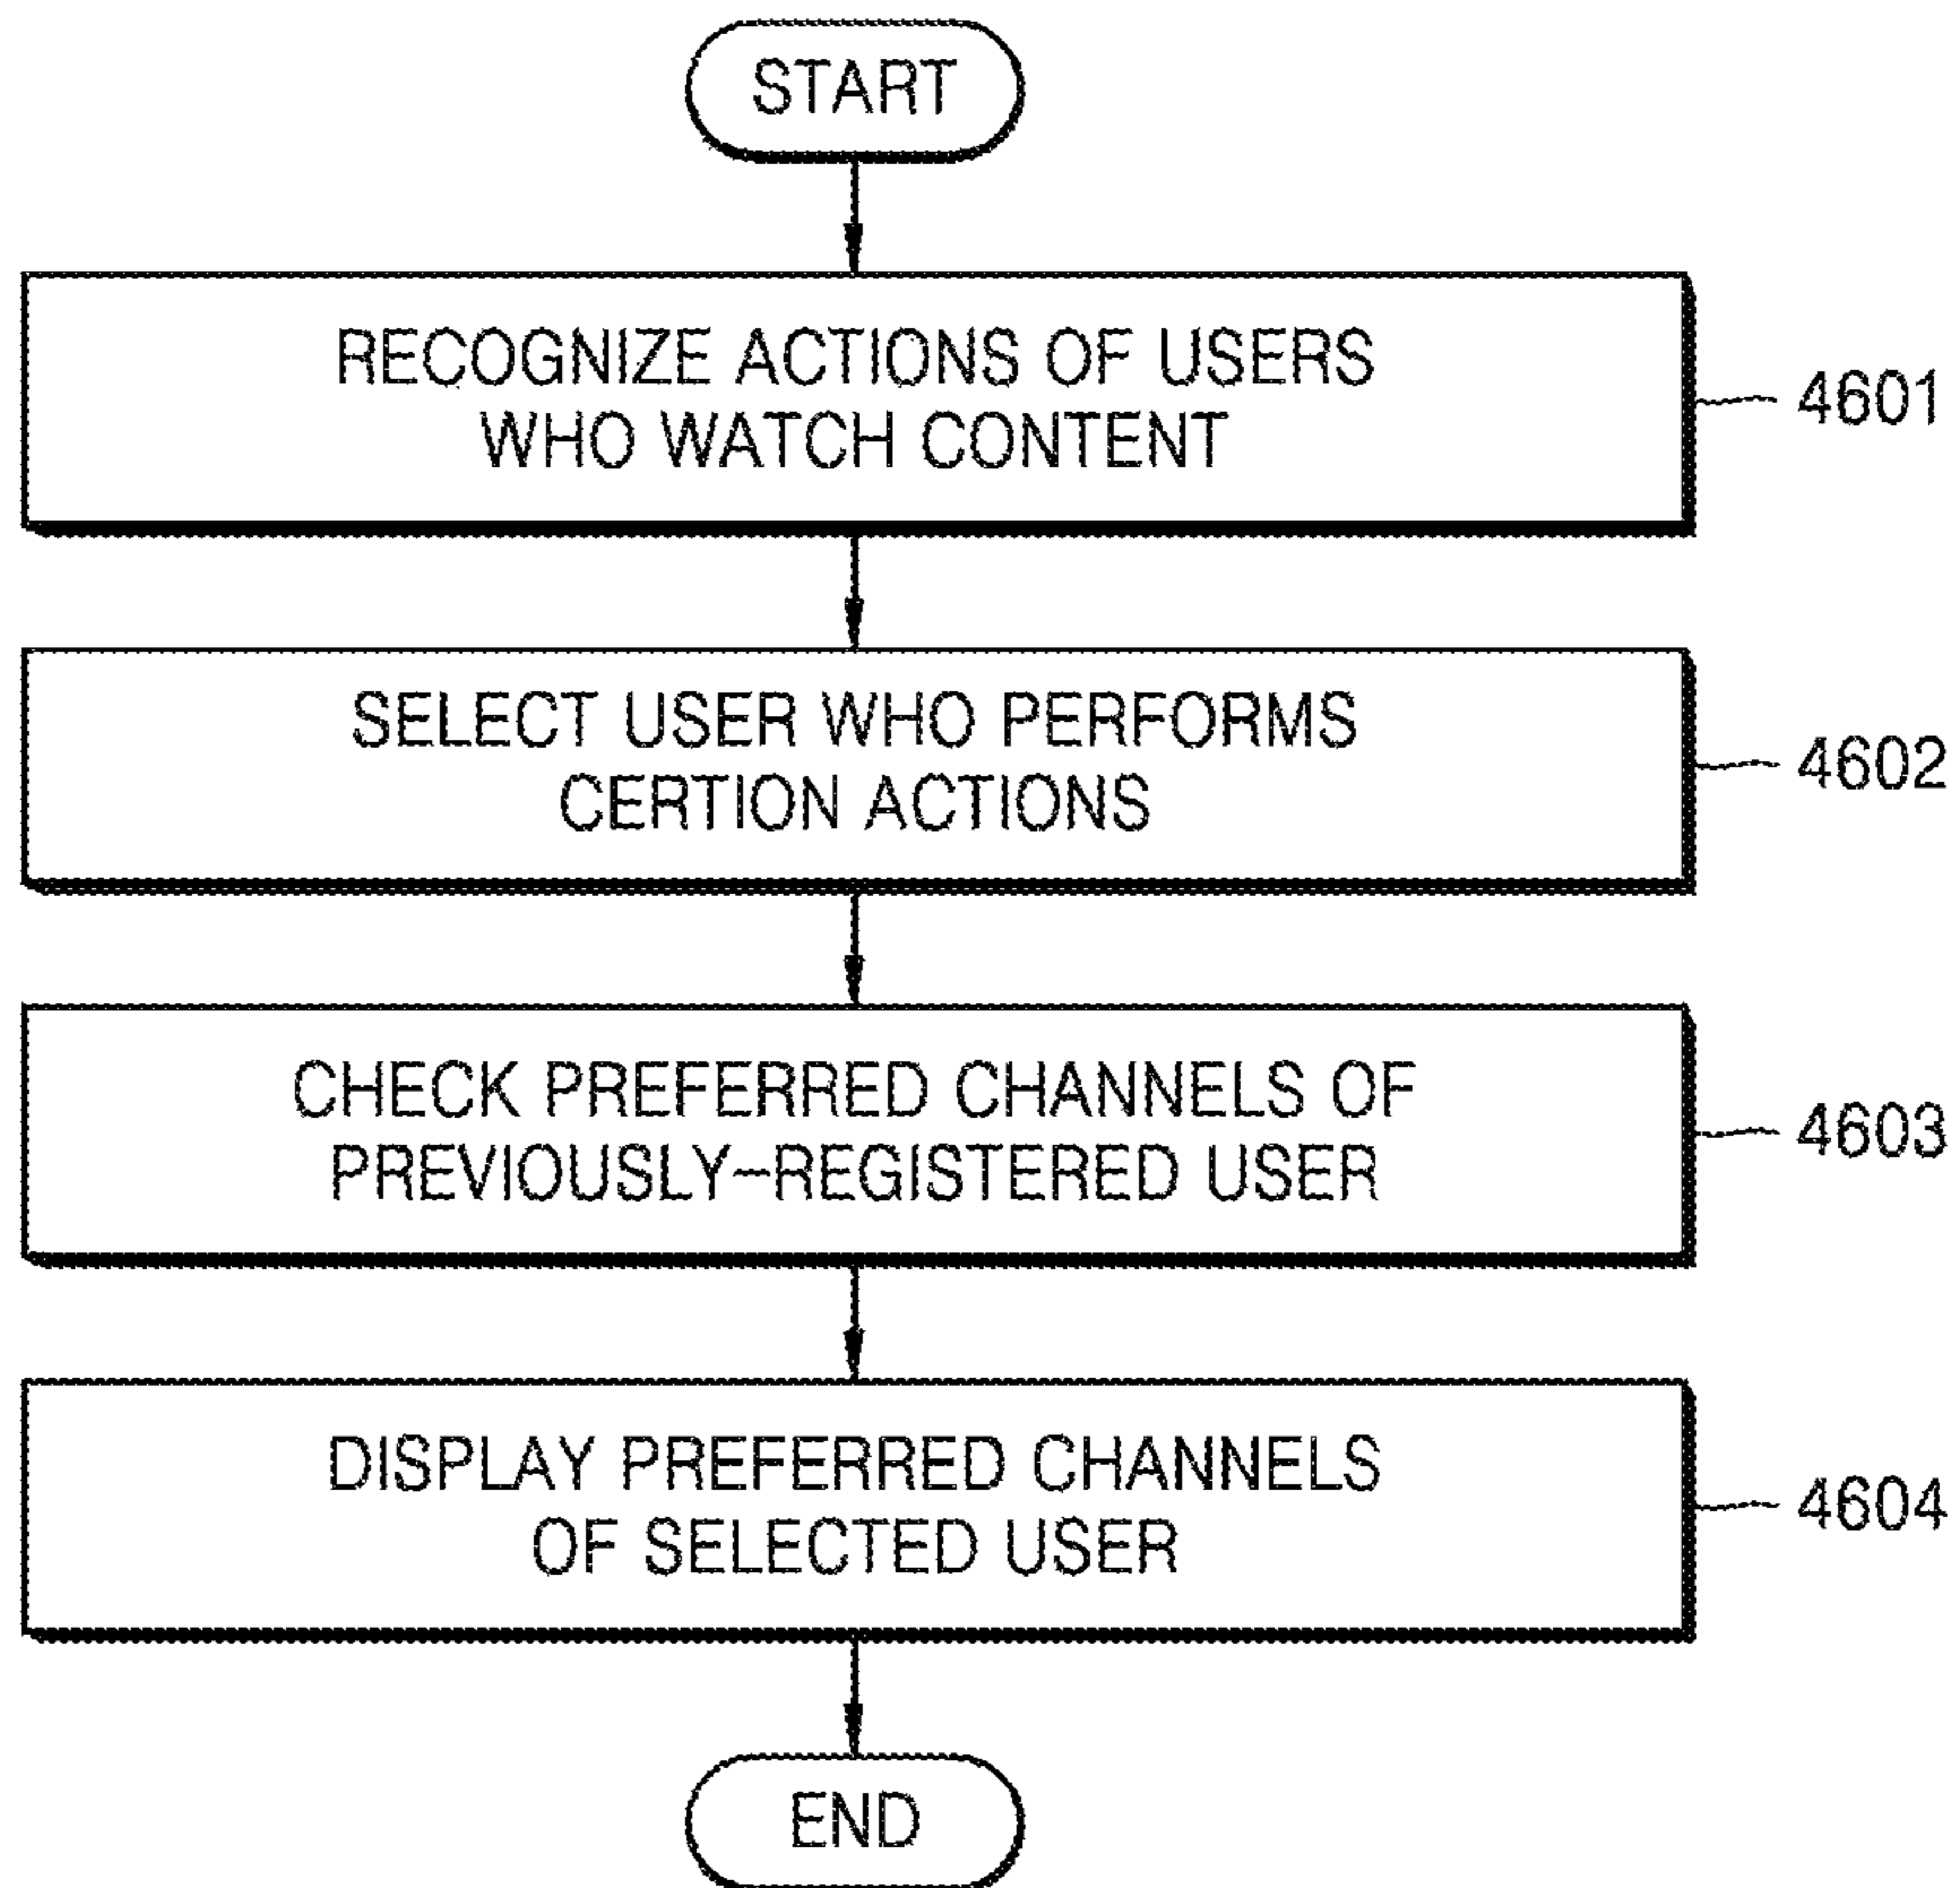 START
RECOGNIZE ACTIONS OF USERS
WHO WATCH CONTENT
4601
SELECT USER WHO PERFORMS
CERTION ACTIONS
4602
CHECK PREFERRED CHANNELS OF
PREVIOUSLY-REGISTERED USER
4603
DISPLAY PREFERRED CHANNELS
OF SELECTED USER
4604
END